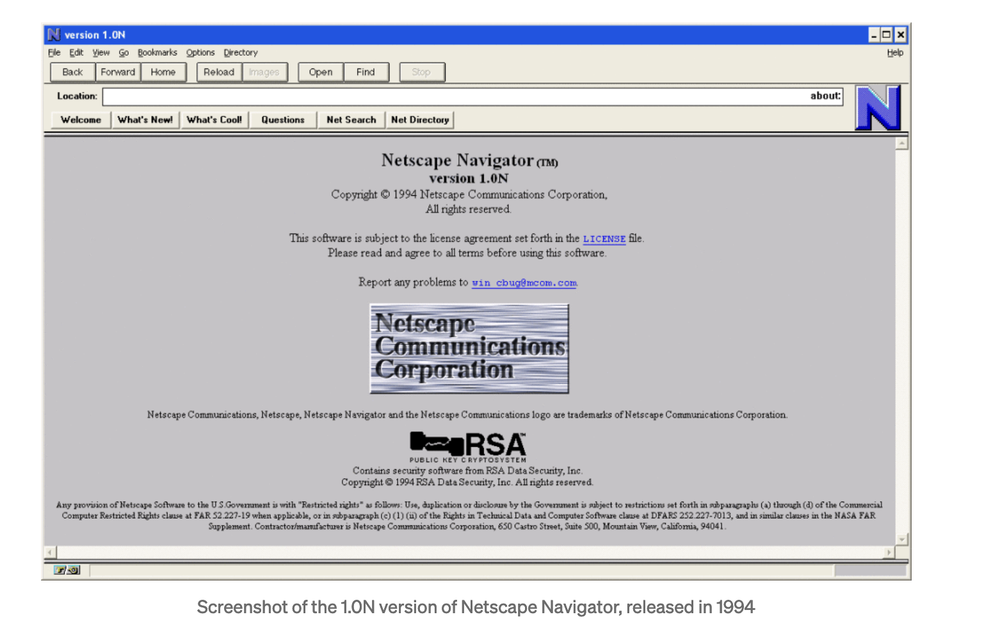 version 1.0N
File Edit View Go Bookmarks Options Directory Help
Back Forward Home Reload Images Open Find Stop
Location: about:
Welcome What's New! What's Cool! Questions Net Search Net Directory
Netscape Navigator (TM)
version 1.0N
Copyright © 1994 Netscape Communications Corporation,
All rights reserved.
This software is subject to the license agreement set forth in the LICENSE file.
Please read and agree to all terms before using this software.
Report any problems to win_cbug@mcom.com.
Netscape
Communications
Corporation
Netscape Communications, Netscape, Netscape Navigator and the Netscape Communications logo are trademarks of Netscape Communications Corporation.
RSA™
PUBLIC KEY CRYPTOSYSTEM
Contains security software from RSA Data Security, Inc.
Copyright © 1994 RSA Data Security, Inc. All rights reserved.
Any provision of Netscape Software to the U.S.Government is with "Restricted rights" as follows: Use, duplication or disclosure by the Government is subject to restrictions set forth in subparagraphs (a) through (d) of the Commercial
Computer Restricted Rights clause at FAR 52.227-19 when applicable, or in subparagraph (c) (1) (ii) of the Rights in Technical Data and Computer Software clause at DFARS 252.227-7013, and in similar clauses in the NASA FAR
Supplement. Contractor/manufacturer is Netscape Communications Corporation, 650 Castro Street, Suite 500, Mountain View, California, 94041.
Screenshot of the 1.0N version of Netscape Navigator, released in 1994